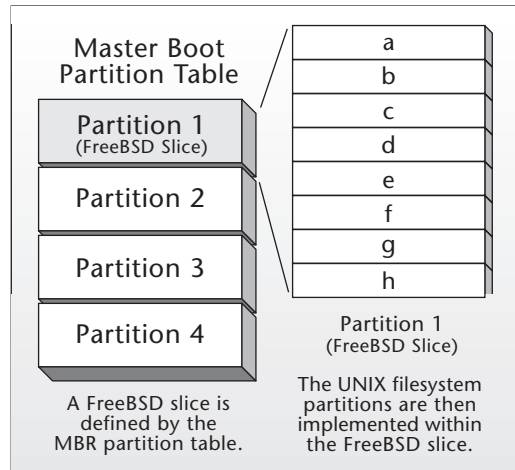 Master Boot
Partition Table
Partition 1
(FreeBSD Slice)
Partition 2
Partition 3
Partition 4
A FreeBSD slice is
defined by the
MBR partition table.
a
b
c
d
e
f
g
h
Partition 1
(FreeBSD Slice)
The UNIX filesystem
partitions are then
implemented within
the FreeBSD slice.